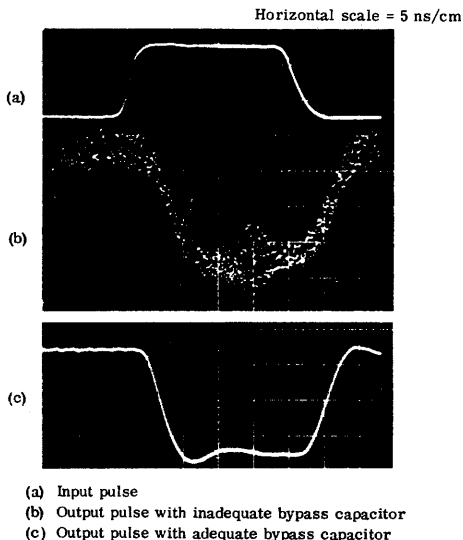 Horizontal scale = 5 ns/cm
(a)
(b)
(c)
(a) Input pulse
(b) Output pulse with inadequate bypass capacitor
(c) Output pulse with adequate bypass capacitor